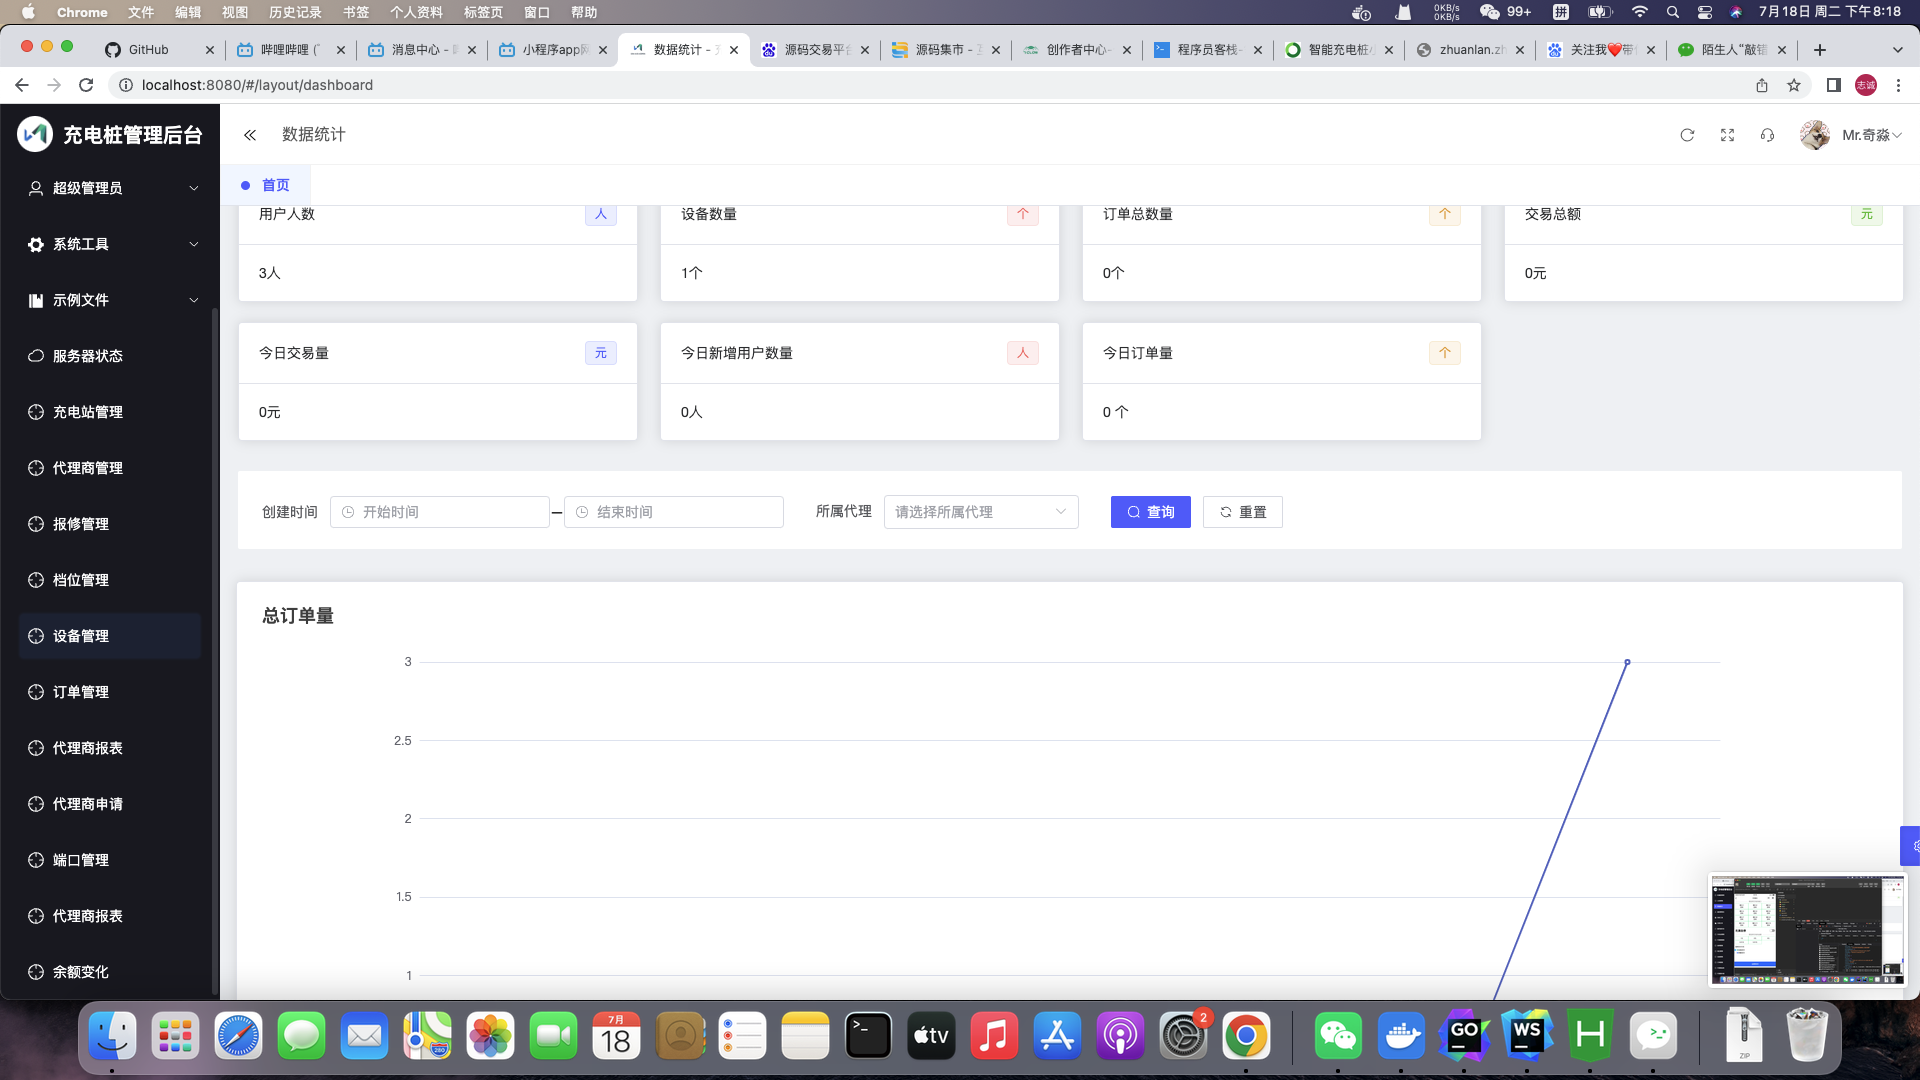 Chrome 文件 编辑 视图 历史记录 书签 个人资料 标签页 窗口 帮助
0KB/s
0KB/s
99+ 拼 7月18日 周二 下午8:18
GitHub 哔哩哔哩 ( 消息中心 - 小程序app 数据统计 - 源码交易平 源码集市 - 创作者中心- 程序员客栈- 智能充电桩 zhuanlan.zh 关注我❤️带 陌生人“敲
localhost:8080/#/layout/dashboard
志诚
充电桩管理后台
数据统计
Mr.奇淼
首页
超级管理员
系统工具
示例文件
服务器状态
充电站管理
代理商管理
报修管理
档位管理
设备管理
订单管理
代理商报表
代理商申请
端口管理
代理商报表
余额变化
用户人数 人
3人
设备数量 个
1个
订单总数量 个
0个
交易总额 元
0元
今日交易量 元
0元
今日新增用户数量 人
0人
今日订单量 个
0 个
创建时间 开始时间 – 结束时间 所属代理 请选择所属代理 查询 重置
总订单量
3
2.5
2
1.5
1
7月
18
280
>_
tv
2
GO
WS
H
ZIP